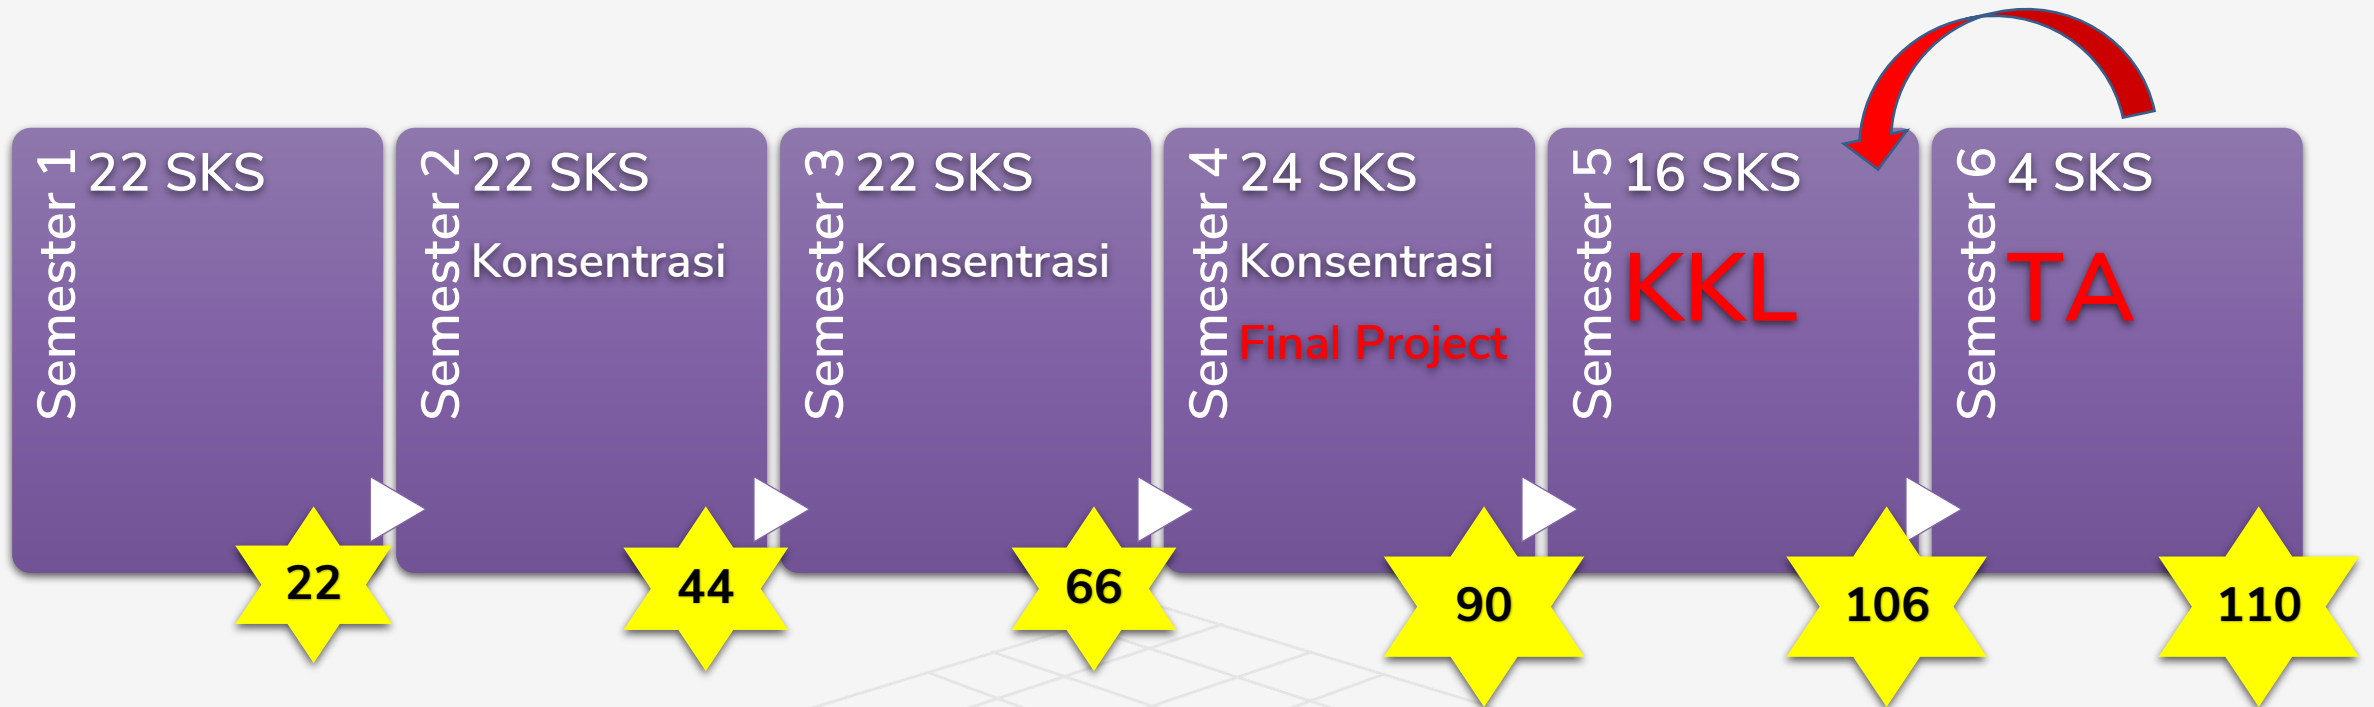 Semester 1
22 SKS
22
Semester 2
22 SKS
Konsentrasi
44
Semester 3
22 SKS
Konsentrasi
66
Semester 4
24 SKS
Konsentrasi
Final Project
90
Semester 5
16 SKS
KKL
106
Semester 6
4 SKS
TA
110